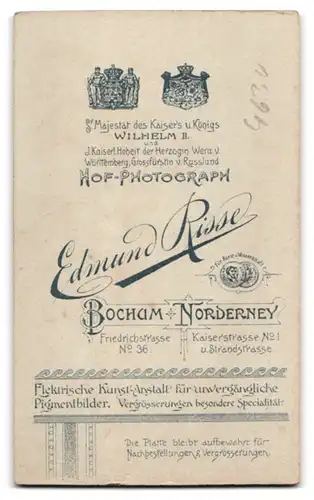 Sr Majestät des Kaisers u. Königs
WILHELM II.
und
J. Kaiserl. Hoheit der Herzogin Wera v.
Württemberg, Grossfürstin v. Russland
HOF-PHOTOGRAPH
Edmund Risse
BOCHUM NORDERNEY
Friedrichstrasse Kaiserstrasse No 1
No 36. u. Strandstrasse
Elektrische Kunst-Anstalt für unvergängliche
Pigmentbilder. Vergrösserungen besondere Specialität
Die Platte bleibt aufbewahrt für
Nachbestellungen & Vergrösserungen.